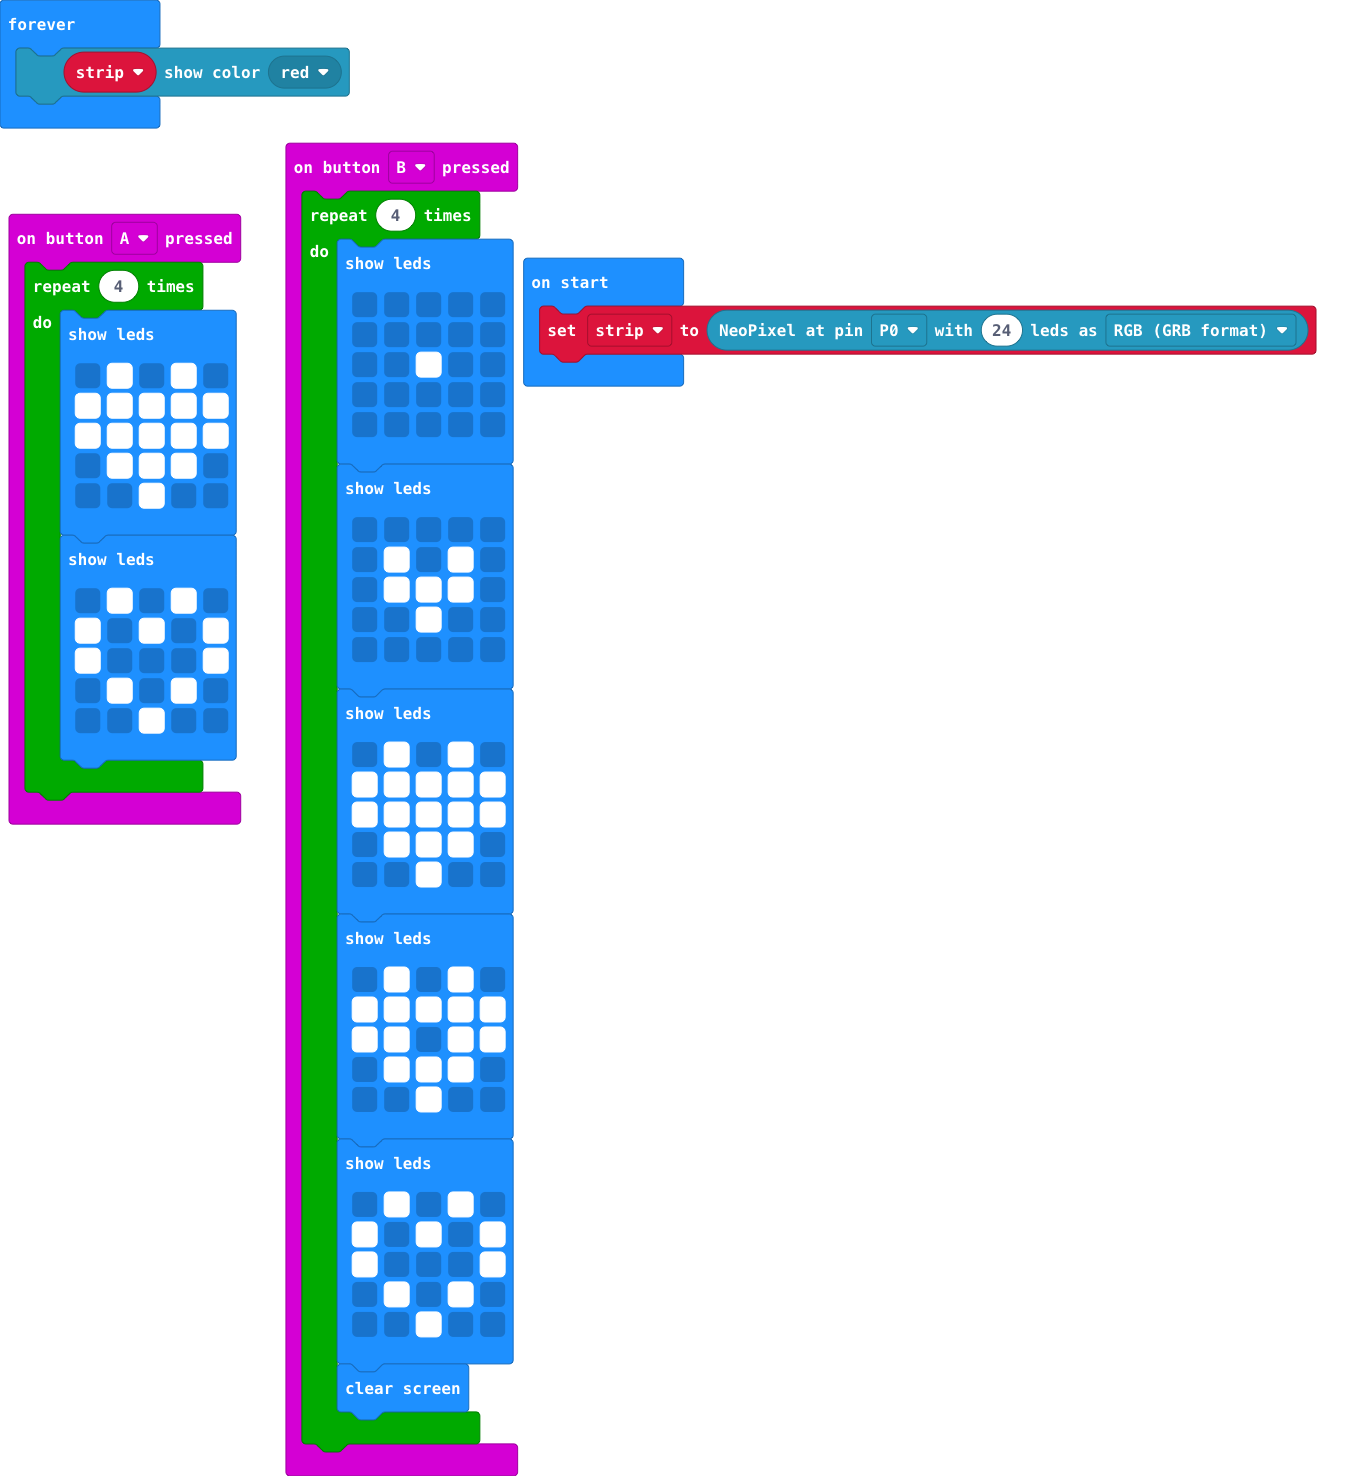 forever
strip show color red
on button A pressed
repeat 4 times
do
show leds
show leds
on button B pressed
repeat 4 times
do
show leds
show leds
show leds
show leds
show leds
clear screen
on start
set strip to NeoPixel at pin P0 with 24 leds as RGB (GRB format)